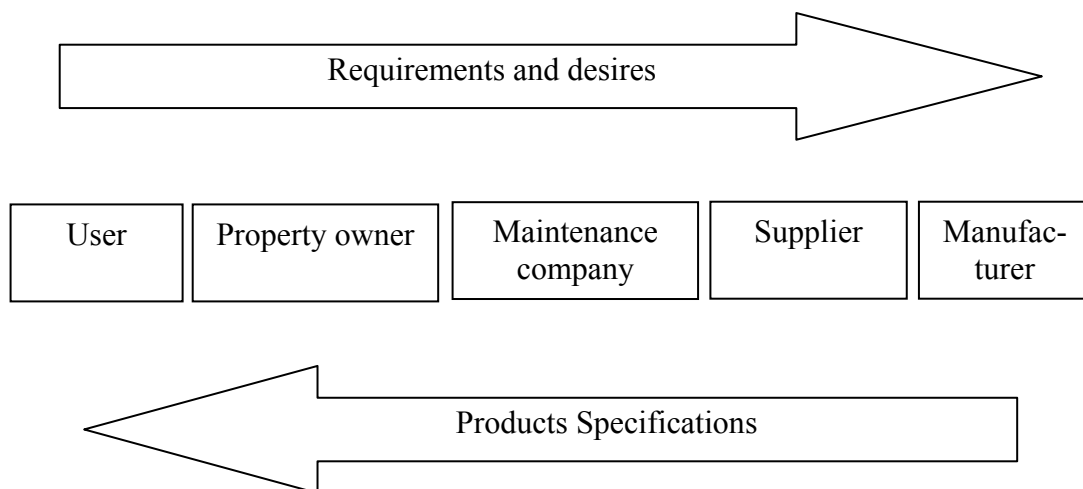 Requirements and desires
User
Property owner
Maintenance
company
Supplier
Manufac-
turer
Products Specifications